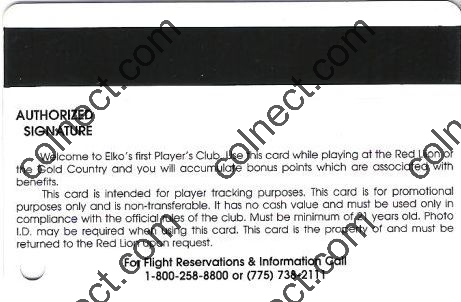 AUTHORIZED
SIGNATURE
Welcome to Elko's first Player's Club. Use this card while playing at the Red Lion or
the Gold Country and you will accumulate bonus points which are associated with
benefits.
This card is intended for player tracking purposes. This card is for promotional
purposes only and is non-transferable. It has no cash value and must be used only in
compliance with the official rules of the club. Must be minimum of years old. Photo
I.D. may be required when using this card. This card is the property of and must be
returned to the Red Lion upon request.
For Flight Reservations & Information Call
1-800-258-8800 or (775) 738-2111
colnect.com
colnect.com
colnect.com
colnect.com
colnect.com